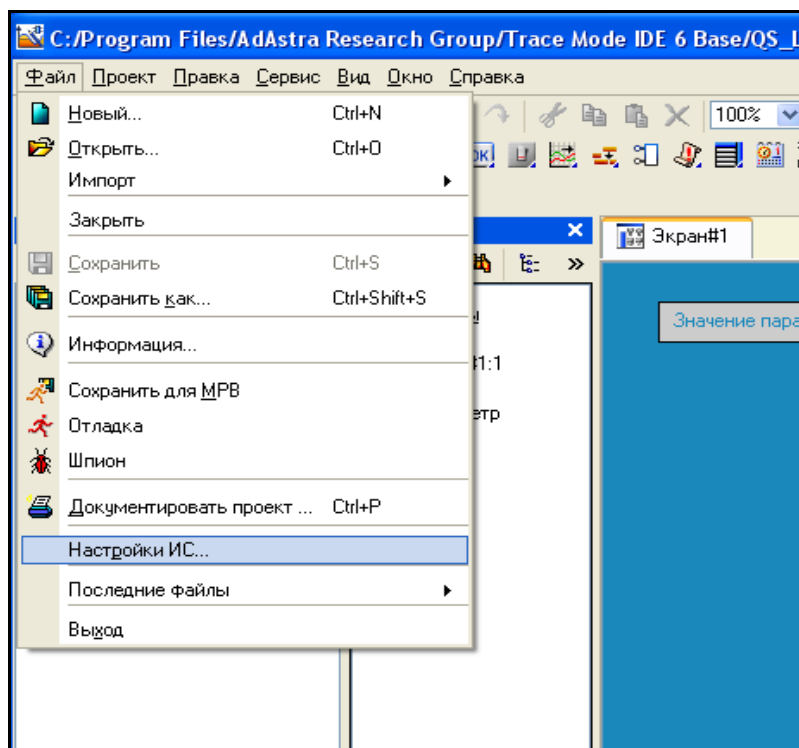 C:/Program Files/AdAstra Research Group/Trace Mode IDE 6 Base/QS_L
Файл Проект Правка Сервис Вид Окно Справка
Новый... Ctrl+N
100%
Открыть... Ctrl+O
Импорт
Закрыть
Экран#1
Сохранить Ctrl+S
Сохранить как... Ctrl+Shift+S
Значение пара
Информация...
#1:1
Сохранить для МРВ
етр
Отладка
Шпион
Документировать проект ... Ctrl+P
Настройки ИС...
Последние файлы
Выход